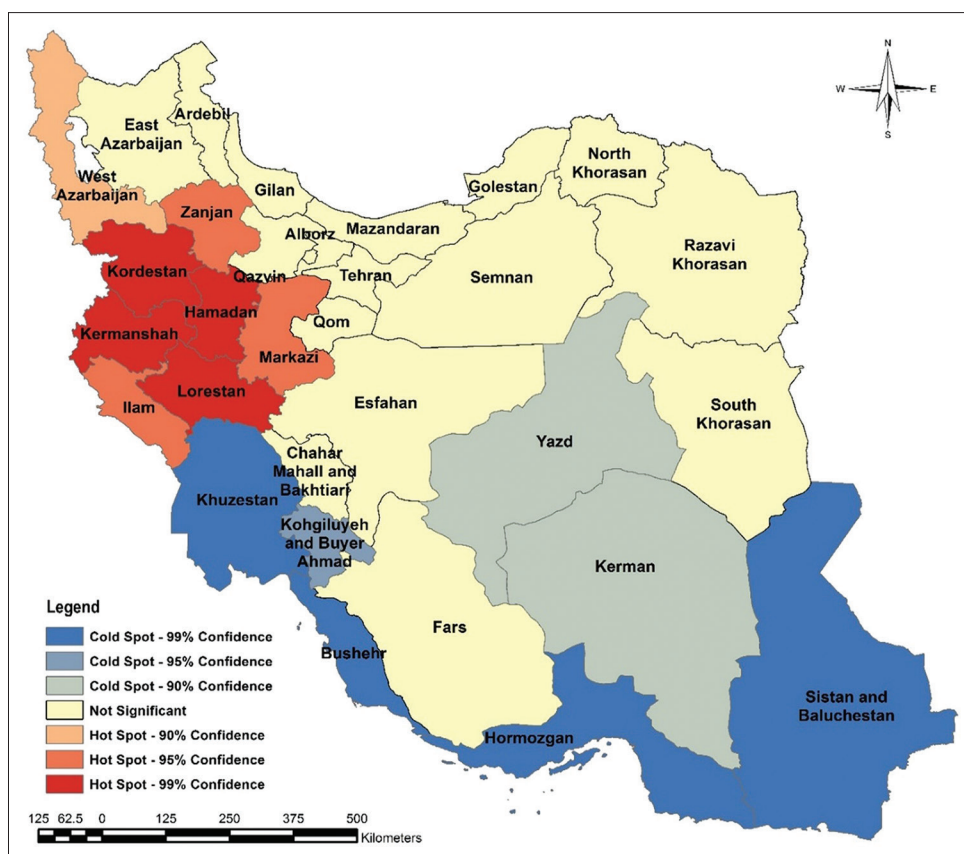 N
W
E
S
Ardebil
East
Azarbaijan
West
Azarbaijan
Gilan
Golestan
North
Khorasan
Zanjan
Alborz
Mazandaran
Razavi
Khorasan
Kordestan
Qazvin
Tehran
Semnan
Hamadan
Qom
Kermanshah
Markazi
Lorestan
Ilam
Esfahan
South
Khorasan
Yazd
Chahar
Mahall and
Bakhtiari
Khuzestan
Kohgiluyeh
and Buyer
Ahmad
Kerman
Fars
Bushehr
Sistan and
Baluchestan
Hormozgan
Legend
Cold Spot - 99% Confidence
Cold Spot - 95% Confidence
Cold Spot - 90% Confidence
Not Significant
Hot Spot - 90% Confidence
Hot Spot - 95% Confidence
Hot Spot - 99% Confidence
125 62.5 0 125 250 375 500
Kilometers